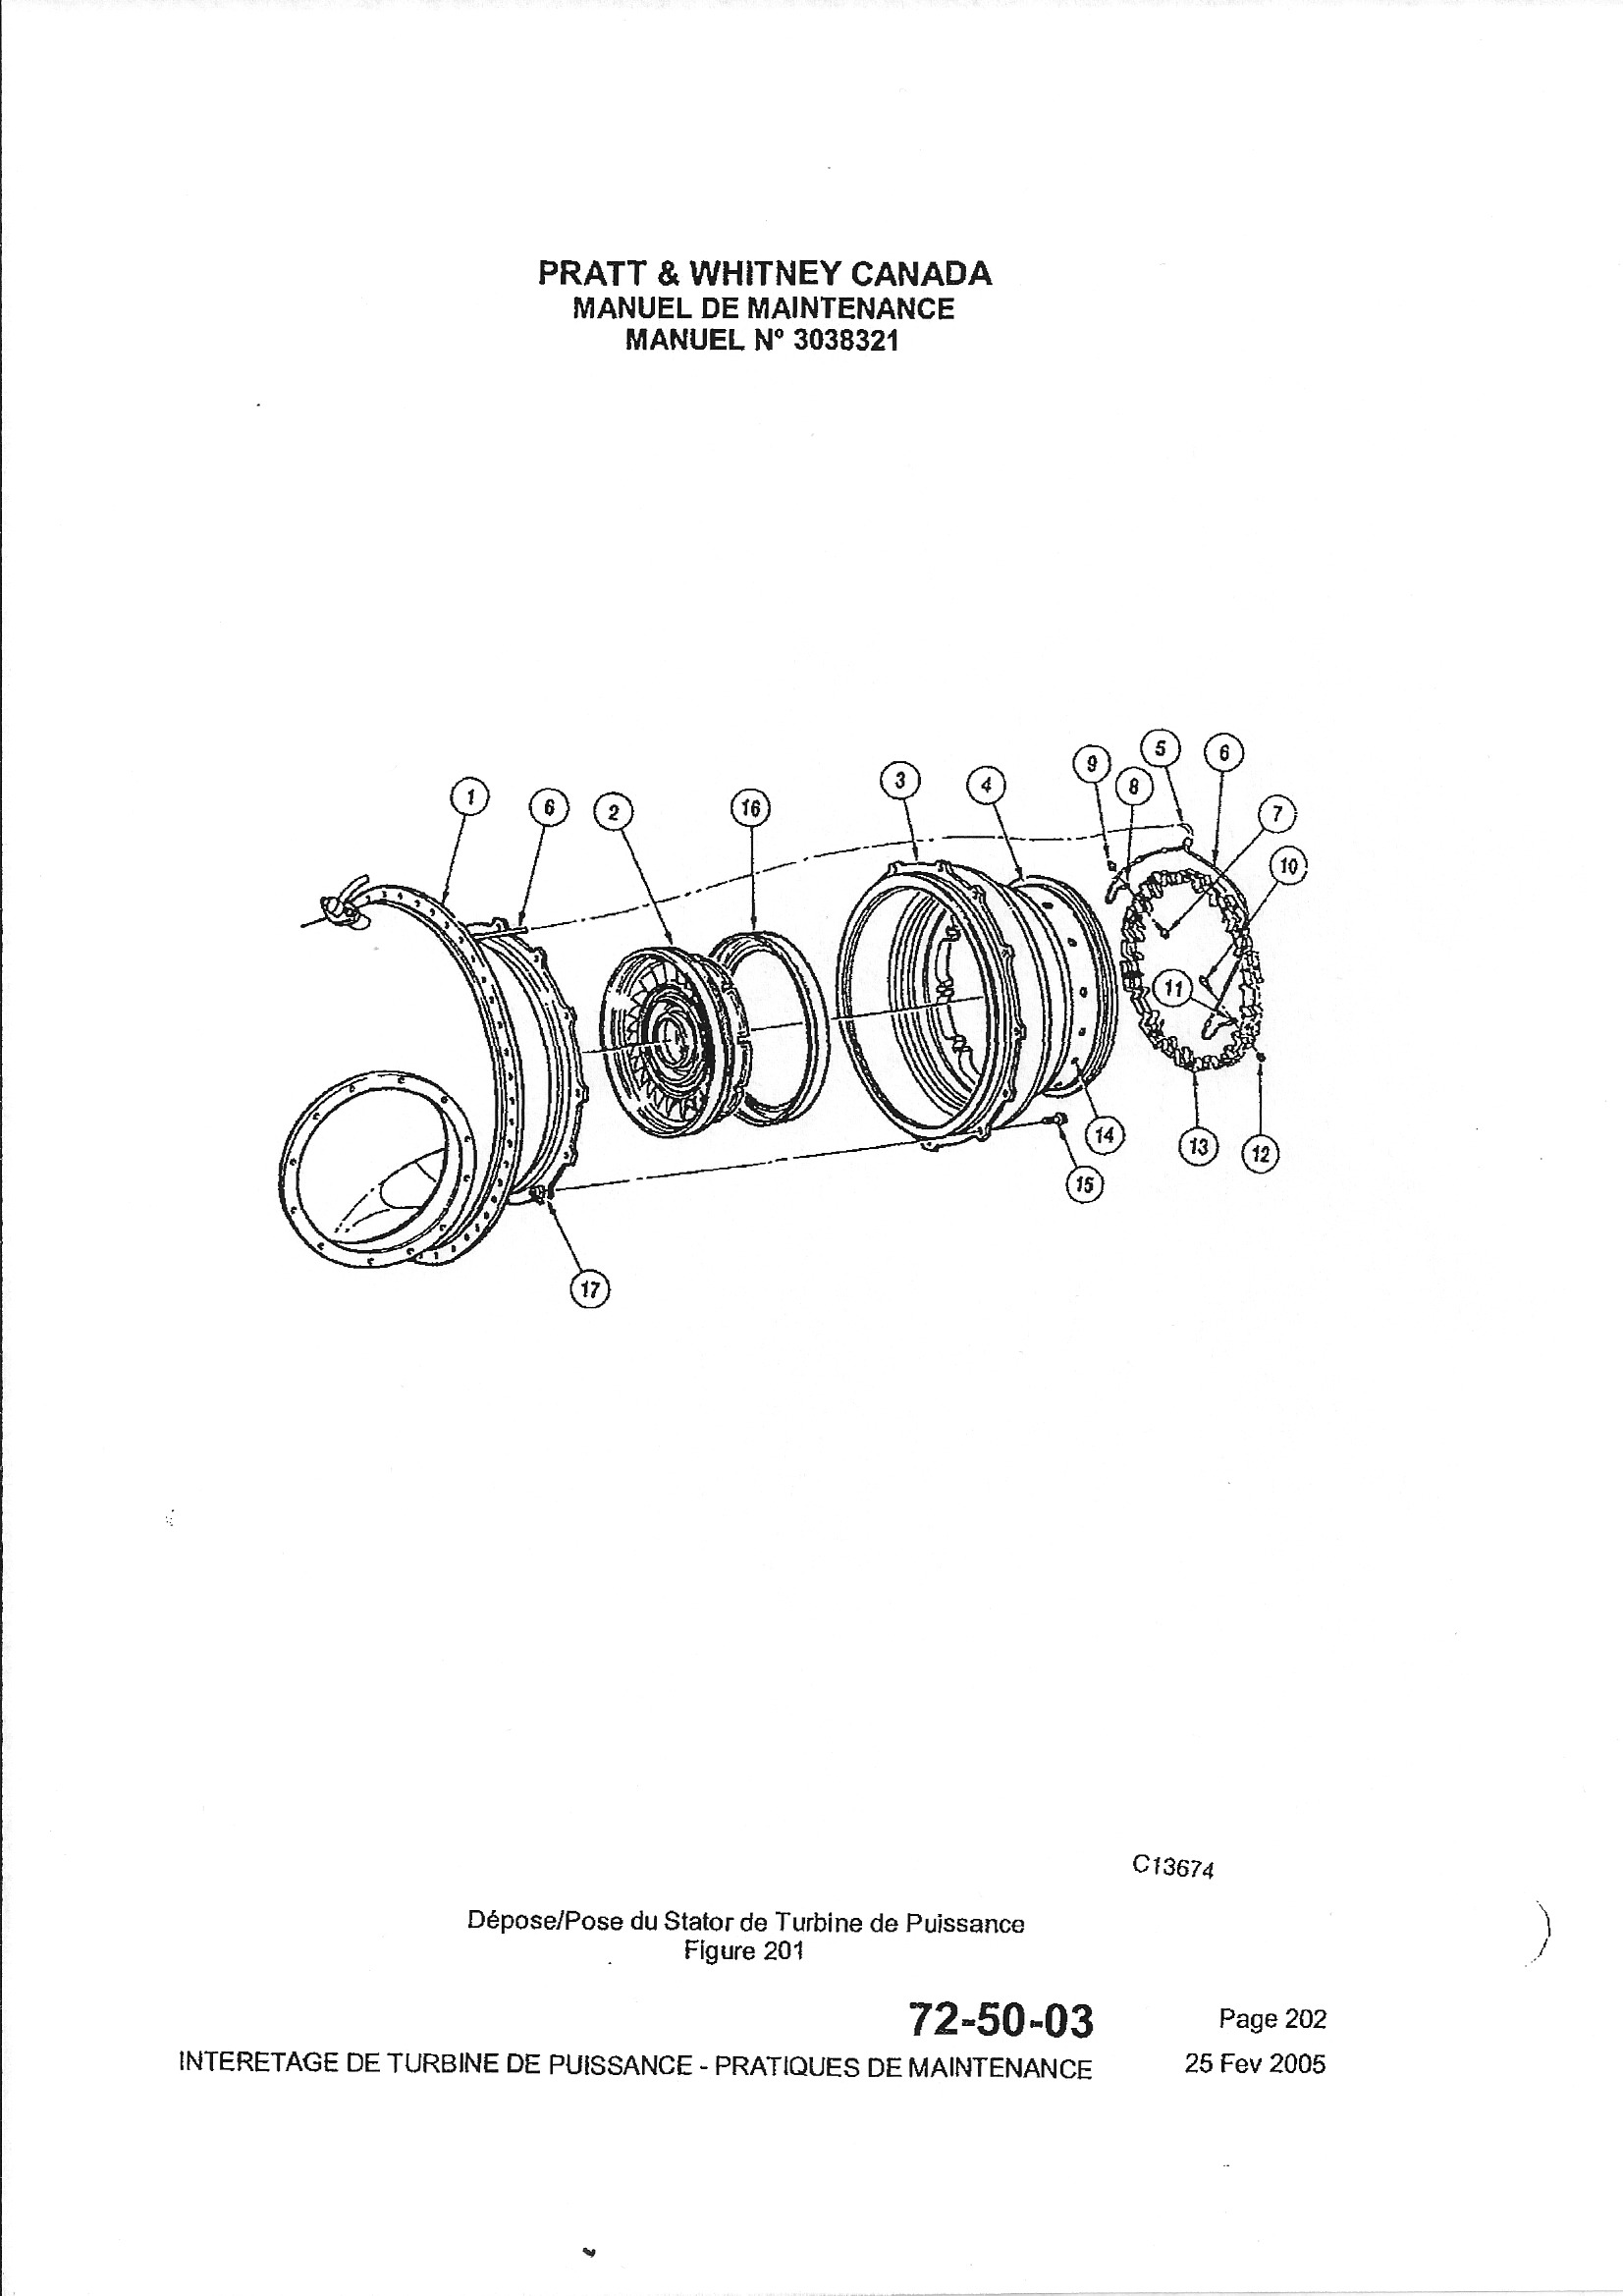 PRATT & WHITNEY CANADA
MANUEL DE MAINTENANCE
MANUEL Nº 3038321
9
5
6
1
6
2
16
3
4
8
7
10
11
14
15
13
12
17
C13674
Dépose/Pose du Stator de Turbine de Puissance
Figure 201
72-50-03
Page 202
INTERETAGE DE TURBINE DE PUISSANCE - PRATIQUES DE MAINTENANCE
25 Fev 2005